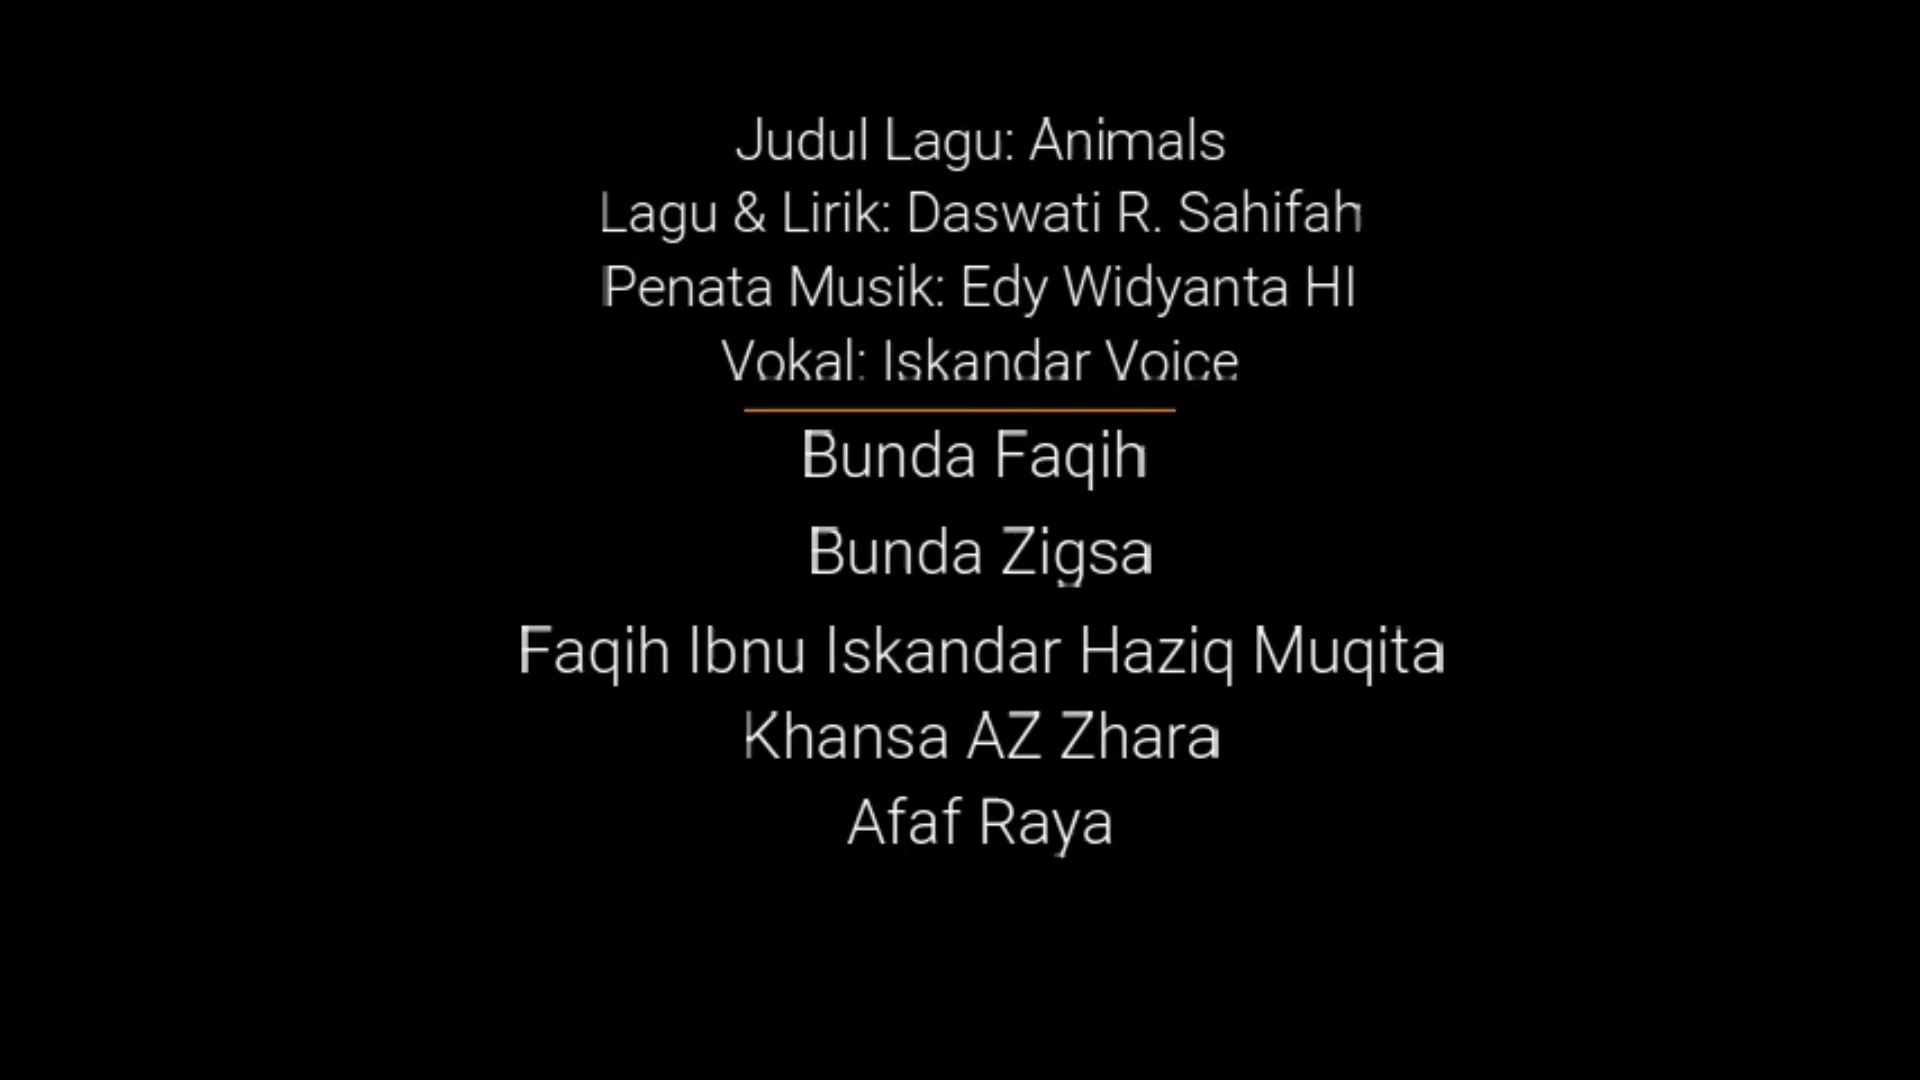 Judul Lagu: Animals
Lagu & Lirik: Daswati R. Sahifah
Penata Musik: Edy Widyanta HI
Vokal: Iskandar Voice
Bunda Faqih
Bunda Zigsa
Faqih Ibnu Iskandar Haziq Muqita
Khansa AZ Zhara
Afaf Raya